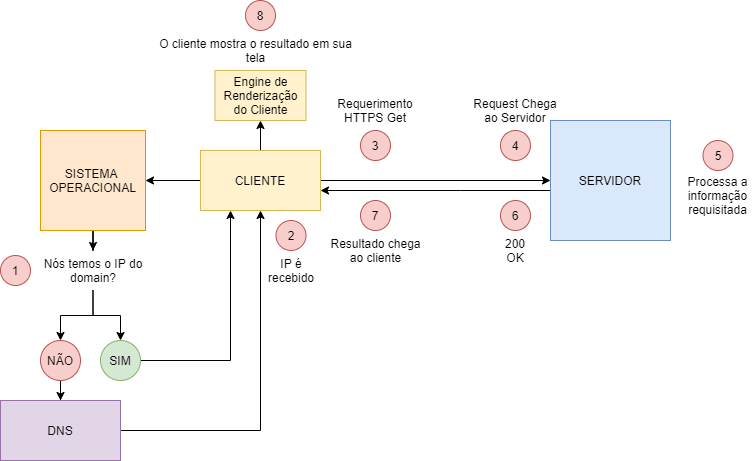 8
O cliente mostra o resultado em sua
tela
Engine de
Renderização
do Cliente
Requerimento
HTTPS Get
Request Chega
ao Servidor
3
4
SISTEMA
OPERACIONAL
CLIENTE
SERVIDOR
5
Processa a
informação
requisitada
7
6
Resultado chega
ao cliente
200
OK
2
IP é
recebido
1
Nós temos o IP do
domain?
NÃO
SIM
DNS